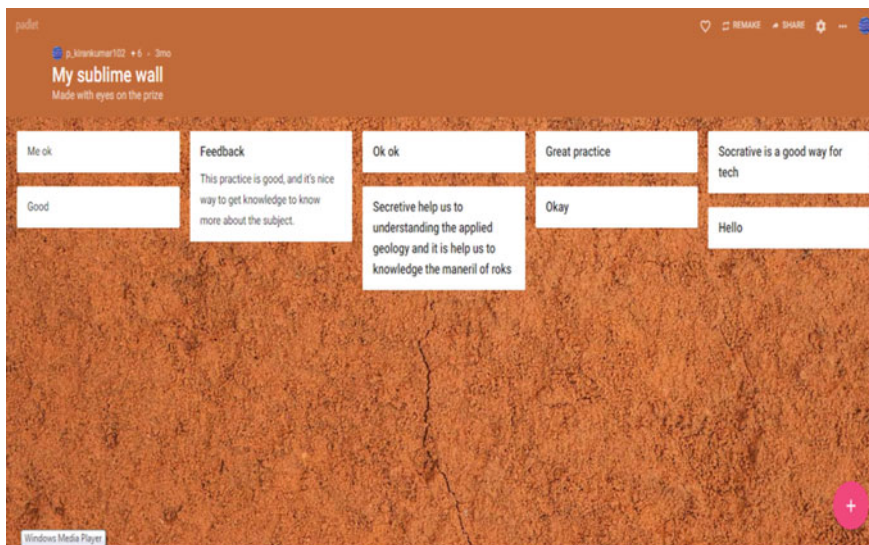 padlet
REMAKE
SHARE
p_kirankumar102 +6 • 3mo
My sublime wall
Made with eyes on the prize
Me ok
Good
Feedback
This practice is good, and it's nice
way to get knowledge to know
more about the subject.
Ok ok
Secretive help us to
understanding the applied
geology and it is help us to
knowledge the maneril of roks
Great practice
Okay
Socrative is a good way for
tech
Hello
Windows Media Player